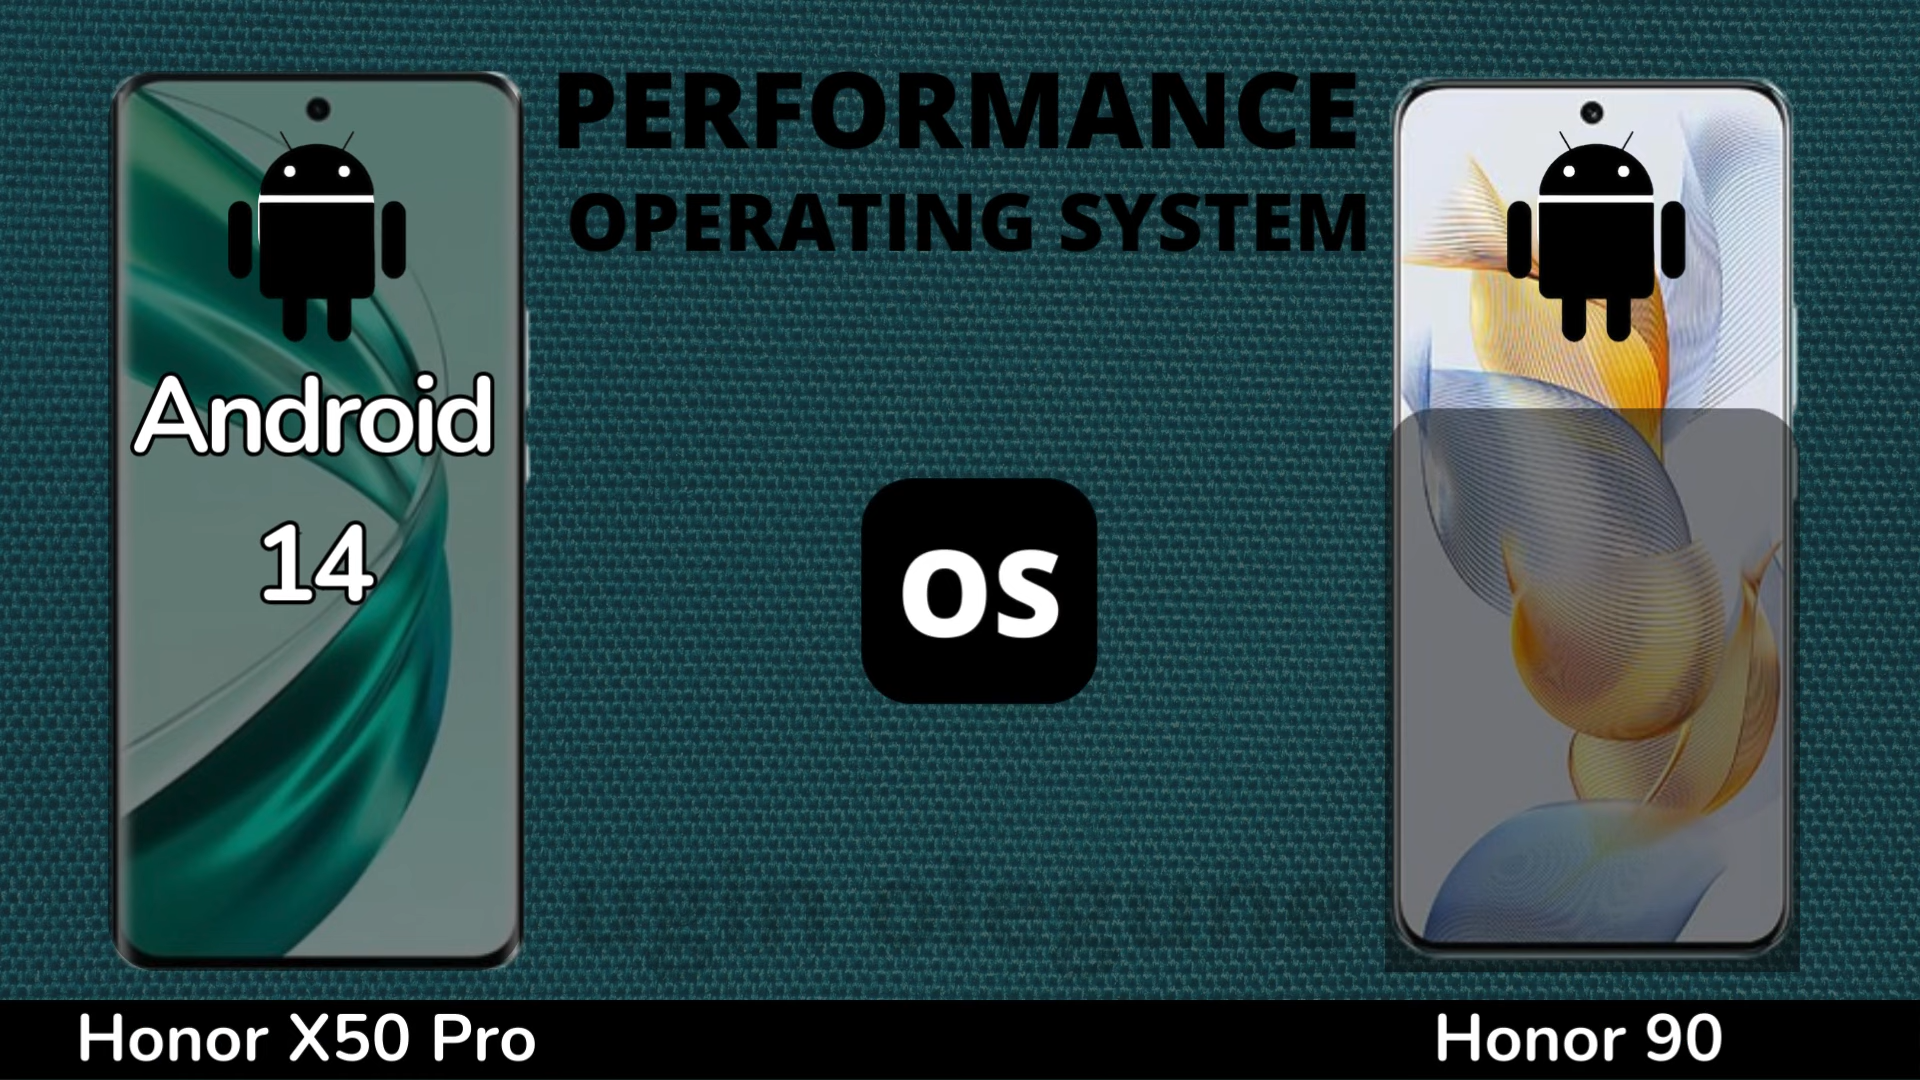 PERFORMANCE
OPERATING SYSTEM
Android
14
OS
Honor X50 Pro
Honor 90